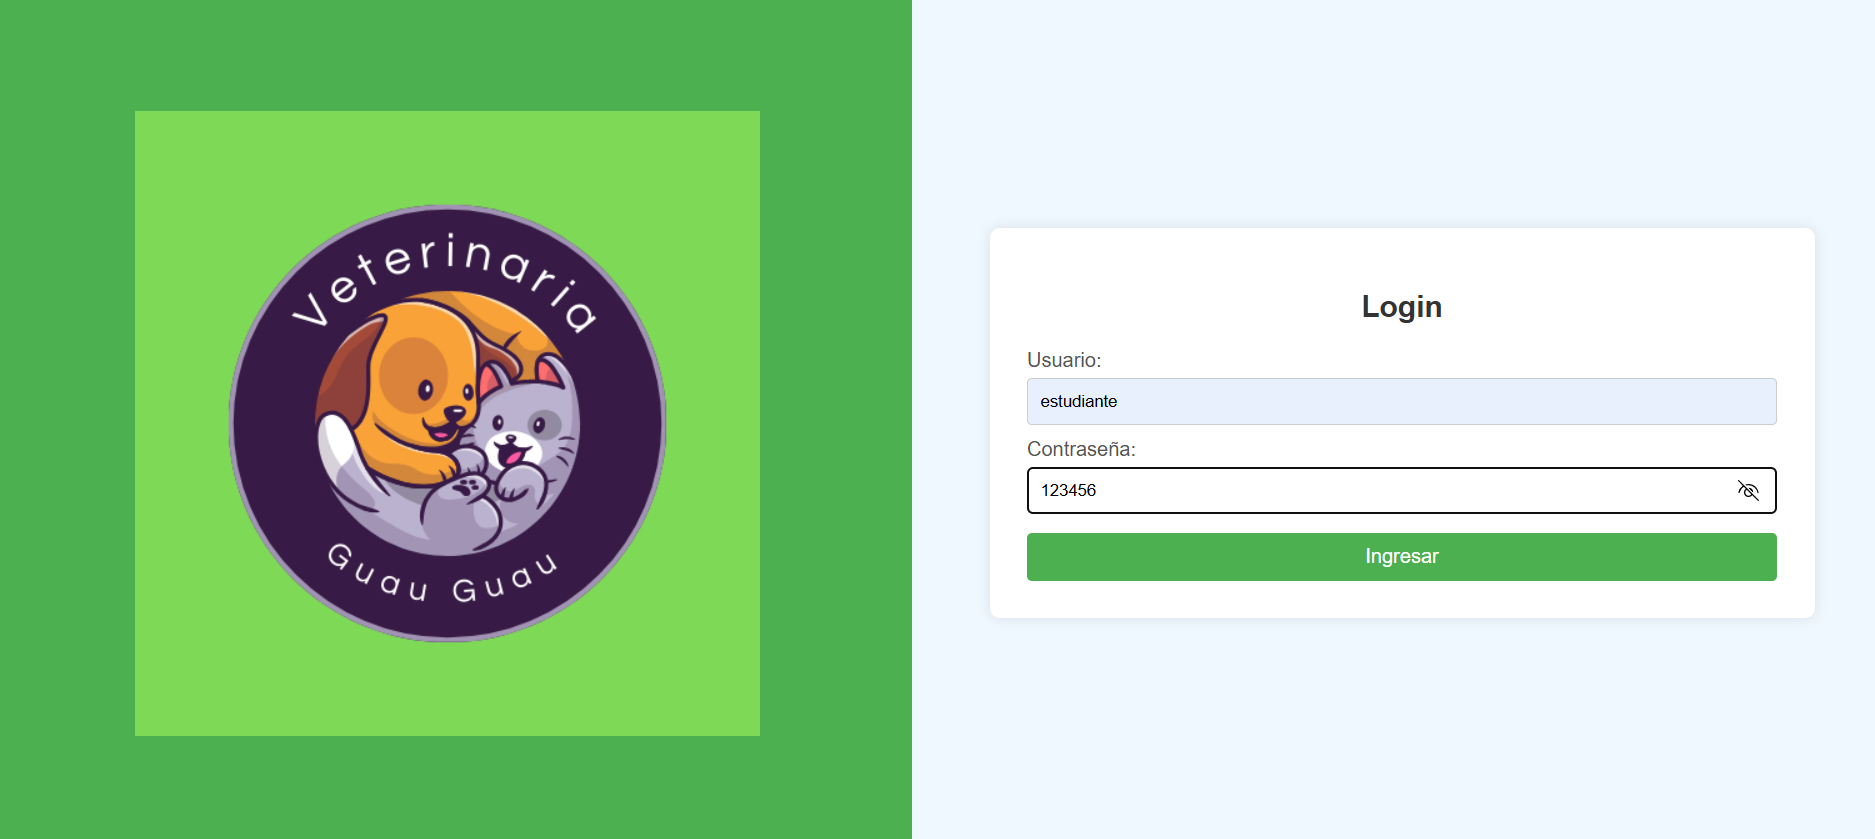 Veterinaria
Guau Guau
Login
Usuario:
estudiante
Contraseña:
123456
Ingresar